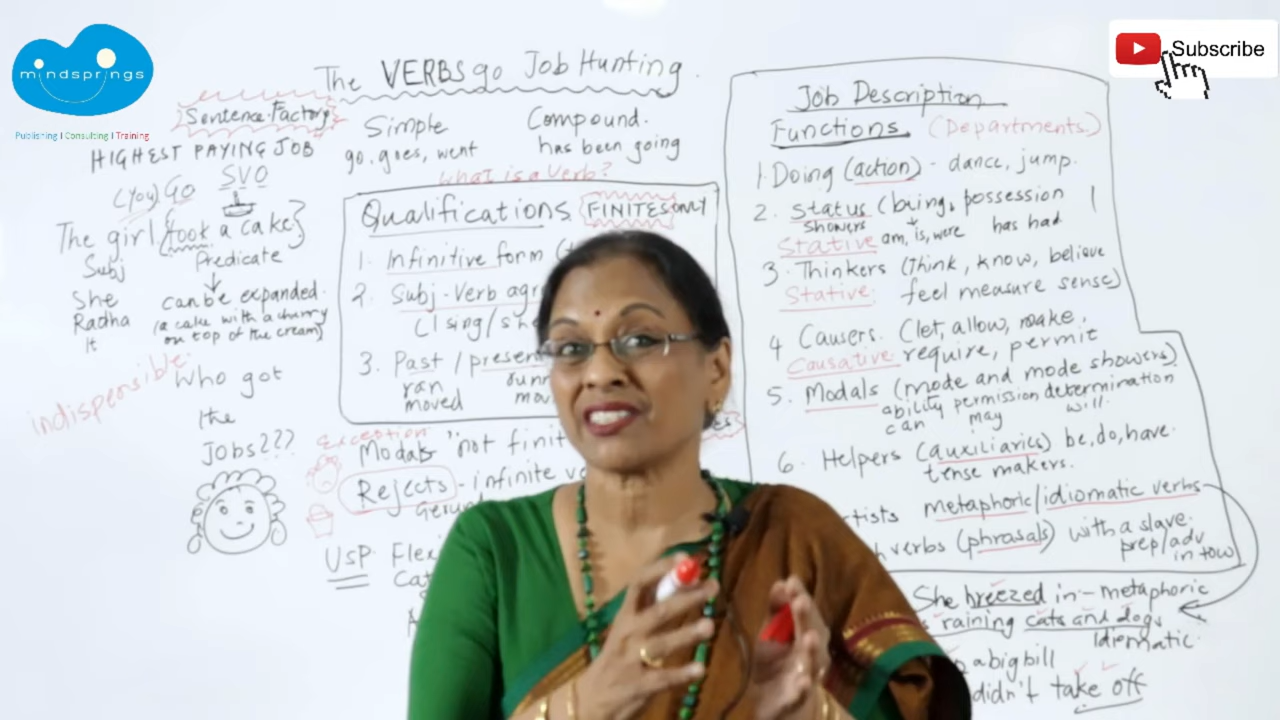 mindsprings
Publishing | Consulting | Training
Subscribe
The VERBS go Job Hunting.
Sentence Factory
HIGHEST PAYING JOB
(You) Go SVO
The girl {took a cake}
Subj Predicate
She
Radha
It
can be expanded.
(a cake with a cherry
on top of the cream)
indispensible.
Who got
the
Jobs???
Simple
go, goes, went
Compound.
has been going
What is a Verb?
Qualifications FINITES ONLY
1. Infinitive form
2. Subj-Verb
(I sing/
3. Past /
ran
moved
exception
Modals "not
Rejects - infinite
USP. 
Job Description
Functions. (Departments)
1. Doing (action) - dance, jump.
2. Status (being, possession
showers
Stative am, is, were has had
3. Thinkers (Think, know, believe
Stative: feel measure sense)
4 Causers. (let, allow, make,
Causative require, permit
5. Modals (mode and mode showers)
ability permission determination
can may will.
6. Helpers (auxiliaries) be, do, have.
tense makers.
metaphoric/idiomatic verbs
verbs (phrasals) with a slave.
prep/adv
in tow
She breezed in - metaphoric
raining cats and dogs
Idiomatic.
a big bill
didn't take off